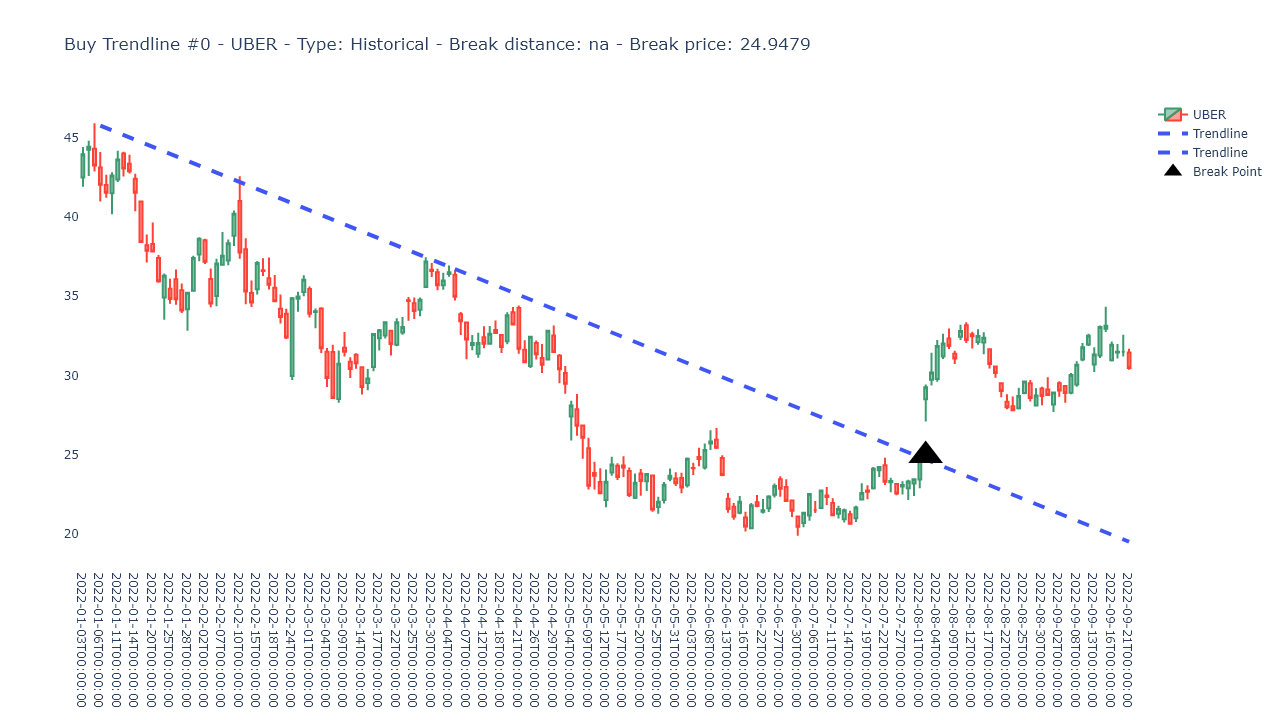 Buy Trendline #0 - UBER - Type: Historical - Break distance: na - Break price: 24.9479
UBER
Trendline
Trendline
Break Point
45
40
35
30
25
20
2022-01-03T00:00:00
2022-01-06T00:00:00
2022-01-11T00:00:00
2022-01-14T00:00:00
2022-01-20T00:00:00
2022-01-25T00:00:00
2022-01-28T00:00:00
2022-02-02T00:00:00
2022-02-07T00:00:00
2022-02-10T00:00:00
2022-02-15T00:00:00
2022-02-18T00:00:00
2022-02-24T00:00:00
2022-03-01T00:00:00
2022-03-04T00:00:00
2022-03-09T00:00:00
2022-03-14T00:00:00
2022-03-17T00:00:00
2022-03-22T00:00:00
2022-03-25T00:00:00
2022-03-30T00:00:00
2022-04-04T00:00:00
2022-04-07T00:00:00
2022-04-12T00:00:00
2022-04-18T00:00:00
2022-04-21T00:00:00
2022-04-26T00:00:00
2022-04-29T00:00:00
2022-05-04T00:00:00
2022-05-09T00:00:00
2022-05-12T00:00:00
2022-05-17T00:00:00
2022-05-20T00:00:00
2022-05-25T00:00:00
2022-05-31T00:00:00
2022-06-03T00:00:00
2022-06-08T00:00:00
2022-06-13T00:00:00
2022-06-16T00:00:00
2022-06-22T00:00:00
2022-06-27T00:00:00
2022-06-30T00:00:00
2022-07-06T00:00:00
2022-07-11T00:00:00
2022-07-14T00:00:00
2022-07-19T00:00:00
2022-07-22T00:00:00
2022-07-27T00:00:00
2022-08-01T00:00:00
2022-08-04T00:00:00
2022-08-09T00:00:00
2022-08-12T00:00:00
2022-08-17T00:00:00
2022-08-22T00:00:00
2022-08-25T00:00:00
2022-08-30T00:00:00
2022-09-02T00:00:00
2022-09-08T00:00:00
2022-09-13T00:00:00
2022-09-16T00:00:00
2022-09-21T00:00:00